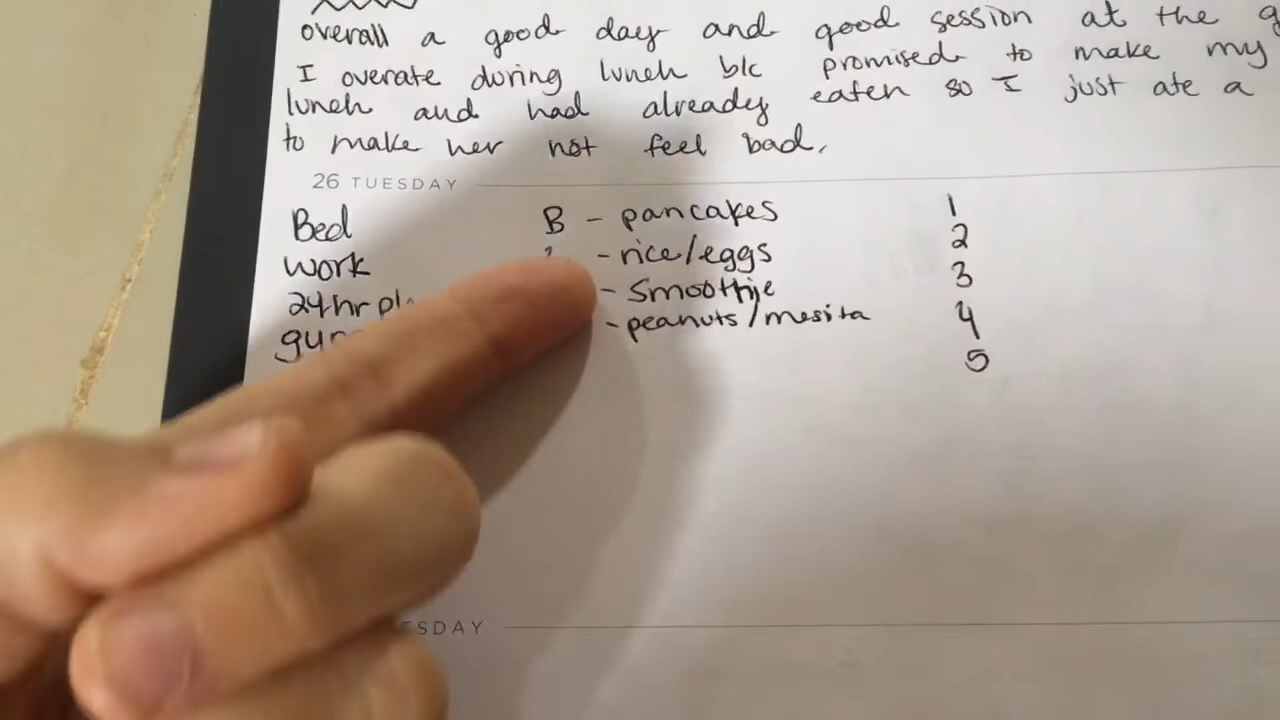 overall a good day and good session at the
I overate during lunch b/c promised to make my
lunch and had already eaten so I just ate a
to make her not feel bad.
26 TUESDAY
Bed B - pancakes 1
Work - rice/eggs 2
24hr - Smoothie 3
- peanuts/mesita 4
5